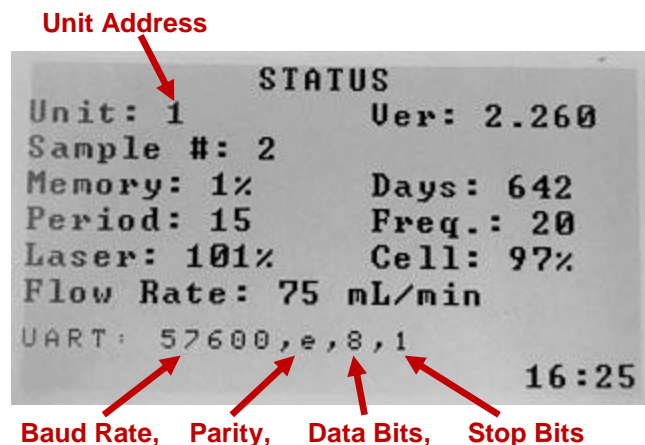 Unit Address
STATUS
Unit: 1 Ver: 2.260
Sample #: 2
Memory: 1% Days: 642
Period: 15 Freq.: 20
Laser: 101% Cell: 97%
Flow Rate: 75 mL/min
UART: 57600,e,8,1
16:25
Baud Rate, Parity, Data Bits, Stop Bits